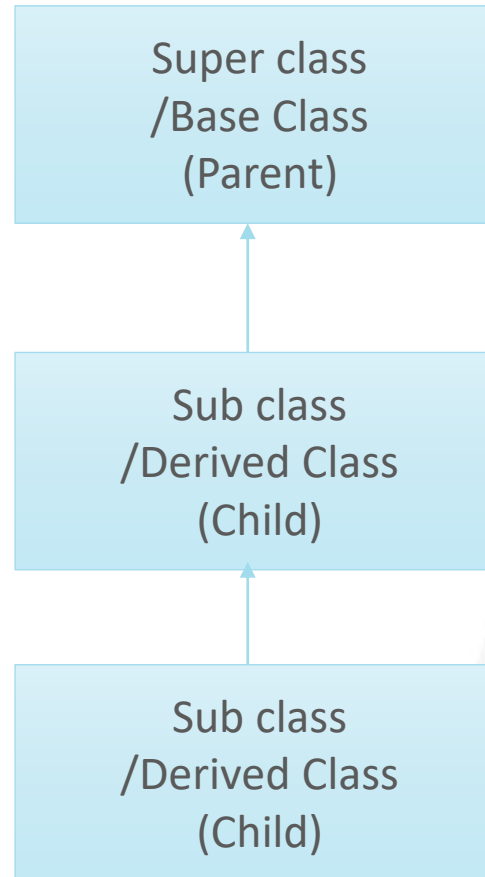 Super class
/Base Class
(Parent)
Sub class
/Derived Class
(Child)
Sub class
/Derived Class
(Child)